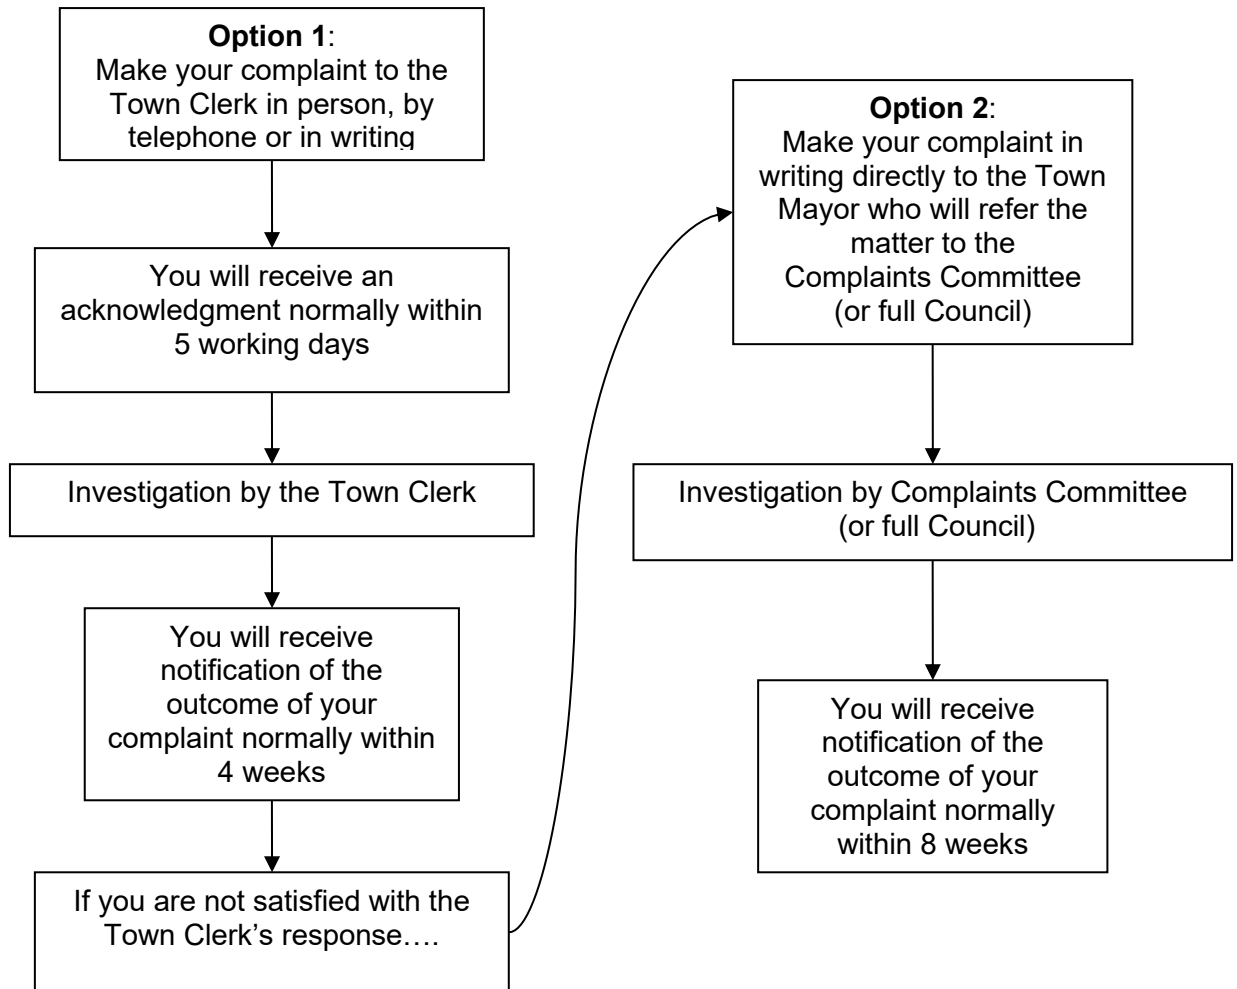 Option 1:
Make your complaint to the
Town Clerk in person, by
telephone or in writing
You will receive an
acknowledgment normally within
5 working days
Investigation by the Town Clerk
You will receive
notification of the
outcome of your
complaint normally within
4 weeks
If you are not satisfied with the
Town Clerk’s response….
Option 2:
Make your complaint in
writing directly to the Town
Mayor who will refer the
matter to the
Complaints Committee
(or full Council)
Investigation by Complaints Committee
(or full Council)
You will receive
notification of the
outcome of your
complaint normally
within 8 weeks